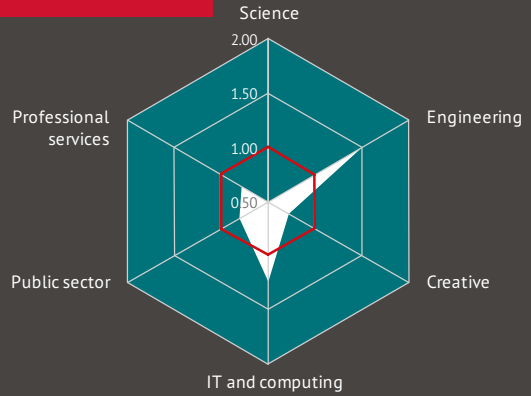 Science
2.00
1.50
1.00
0.50
Professional
services
Engineering
Public sector
Creative
IT and computing